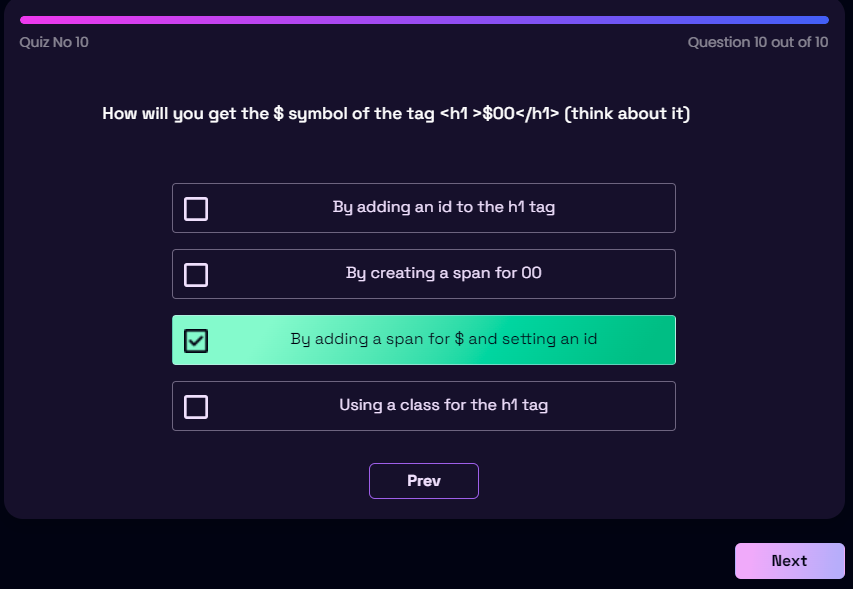 Quiz No 10
Question 10 out of 10
How will you get the $ symbol of the tag <h1 >$00</h1> (think about it)
By adding an id to the h1 tag
By creating a span for 00
By adding a span for $ and setting an id
Using a class for the h1 tag
Prev
Next